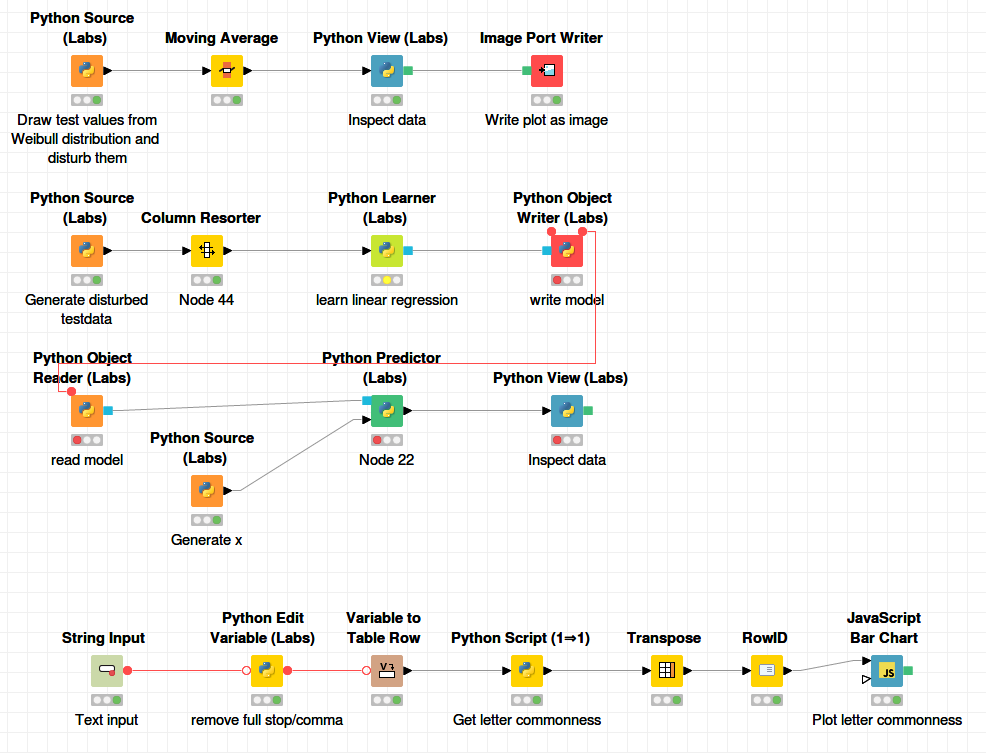 Python Source
(Labs)
Moving Average
Python View (Labs)
Image Port Writer
Draw test values from
Weibull distribution and
disturb them
Inspect data
Write plot as image
Python Source
(Labs)
Column Resorter
Python Learner
(Labs)
Python Object
Writer (Labs)
Generate disturbed
testdata
Node 44
learn linear regression
write model
Python Object
Reader (Labs)
Python Predictor
(Labs)
Python View (Labs)
read model
Node 22
Inspect data
Python Source
(Labs)
Generate x
String Input
Python Edit
Variable (Labs)
Variable to
Table Row
Python Script (1⇒1)
Transpose
RowID
JavaScript
Bar Chart
V?
JS
Text input
remove full stop/comma
Get letter commonness
Plot letter commonness